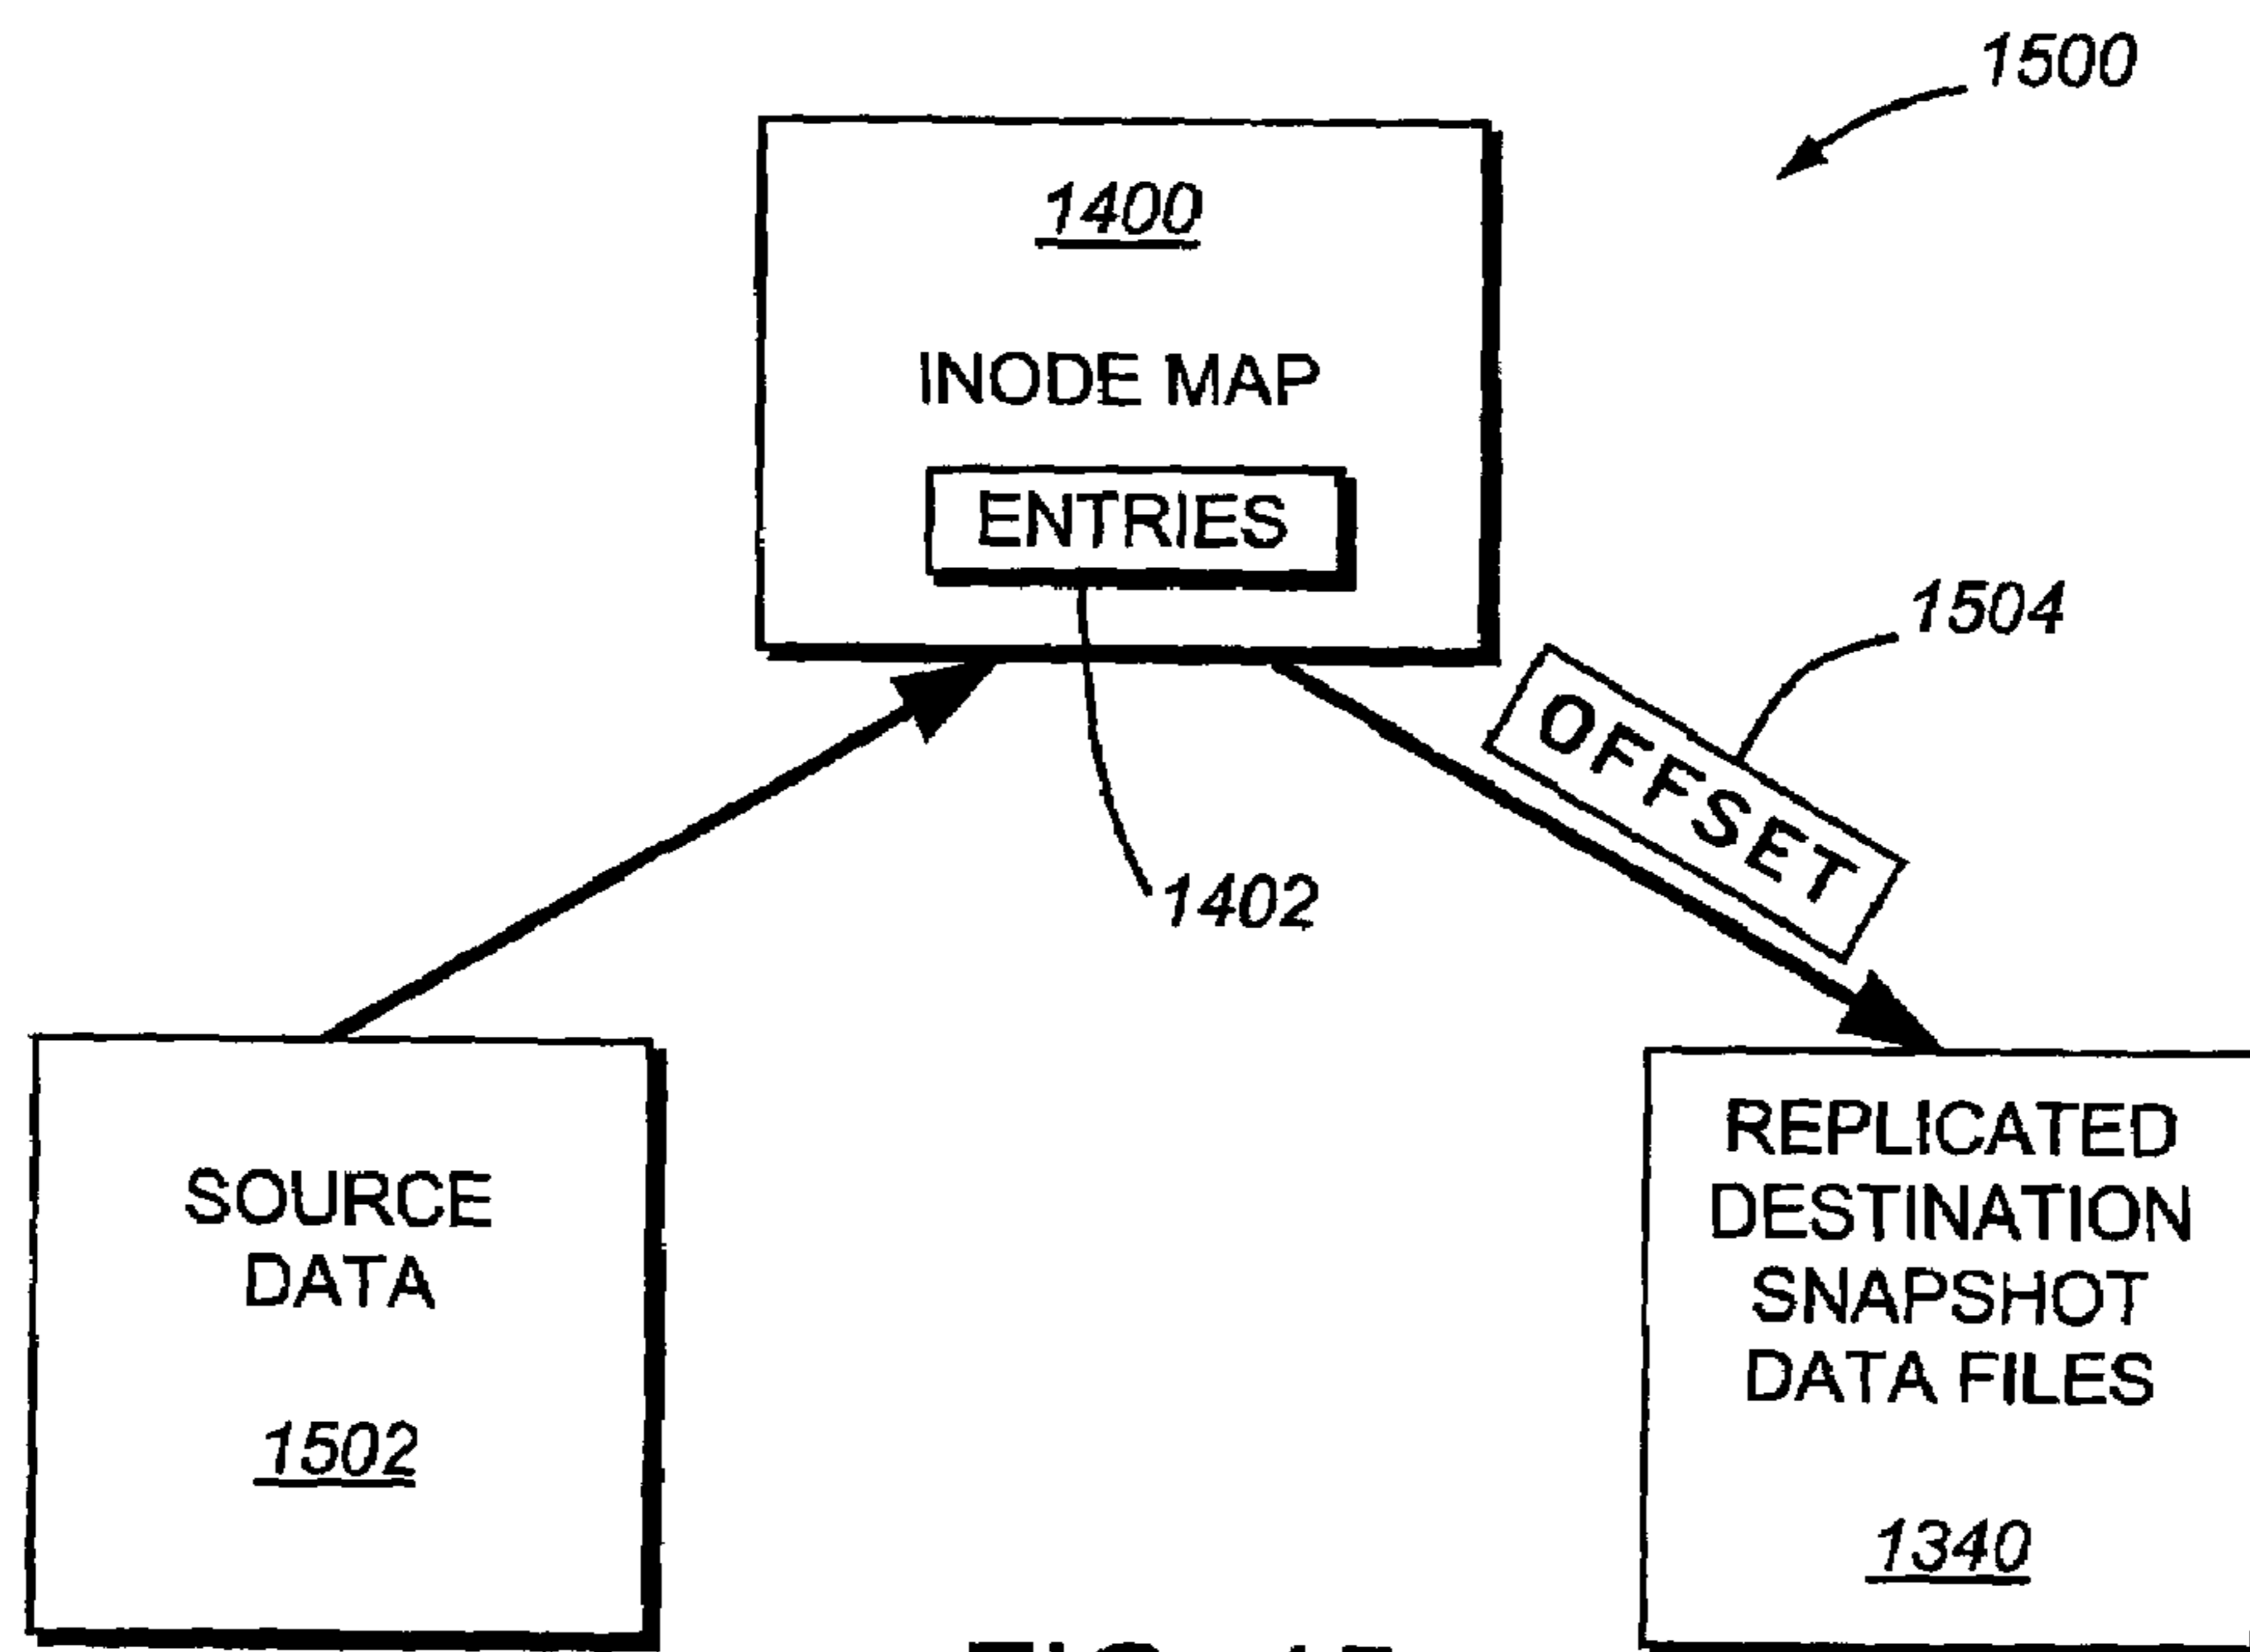 1500
1400
INODE MAP
ENTRIES
1504
OFFSET
1402
SOURCE
DATA
1502
REPLICATED
DESTINATION
SNAPSHOT
DATA FILES
1340